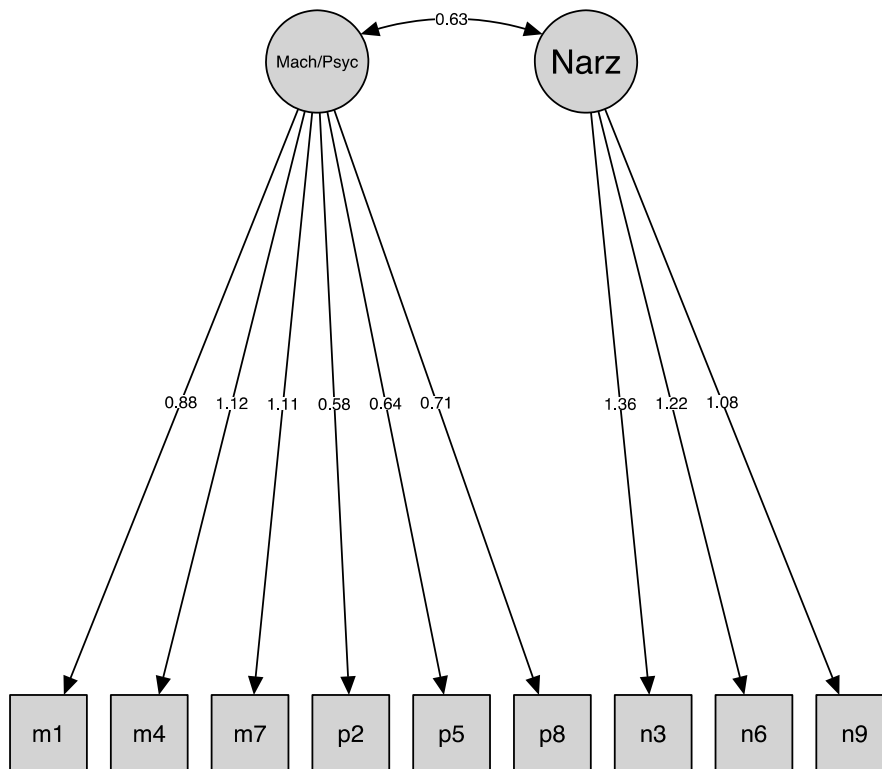 0.63
Mach/Psyc
Narz
0.88
1.12
1.11
0.58
0.64
0.71
1.36
1.22
1.08
m1
m4
m7
p2
p5
p8
n3
n6
n9